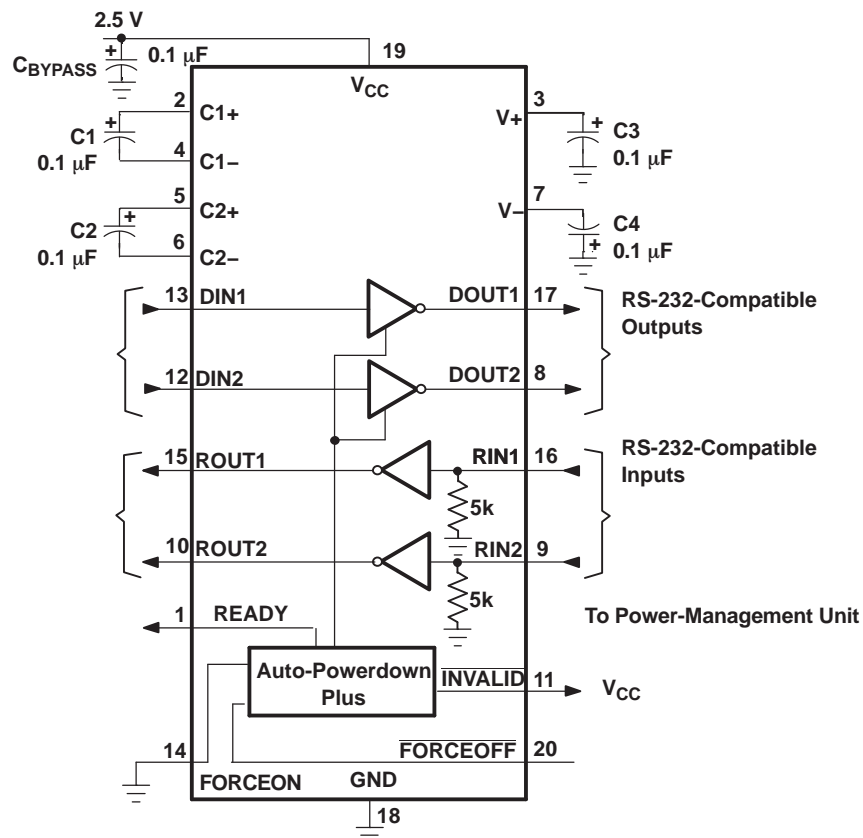 2.5 V
C_BYPASS
+
0.1 μF
19
V_CC
2
C1+
3
V+
+
C1
0.1 μF
+
C3
0.1 μF
4
C1−
5
C2+
7
V−
+
C2
0.1 μF
C4
+
0.1 μF
6
C2−
13
DIN1
DOUT1
17
RS-232-Compatible
Outputs
12
DIN2
DOUT2
8
15
ROUT1
RIN1
16
RS-232-Compatible
Inputs
5k
10
ROUT2
RIN2
9
5k
1
READY
To Power-Management Unit
Auto-Powerdown
Plus
INVALID
11
V_CC
14
FORCEON
FORCEOFF
20
GND
18